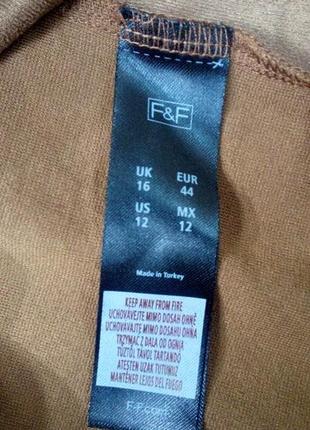 F&F
UK EUR
16 44
US MX
12 12
Made in Turkey
KEEP AWAY FROM FIRE
UCHOVÁVEJTE MIMO DOSAH OHNĚ
UCHOVÁVAJTE MIMO DOSAHU OHŇA
TRZYMAĆ Z DALA OD OGNIA
TŰZTŐL TÁVOL TARTANDÓ
ATEŞTEN UZAK TUTUNUZ
MANTENER LEJOS DEL FUEGO
F-F.com